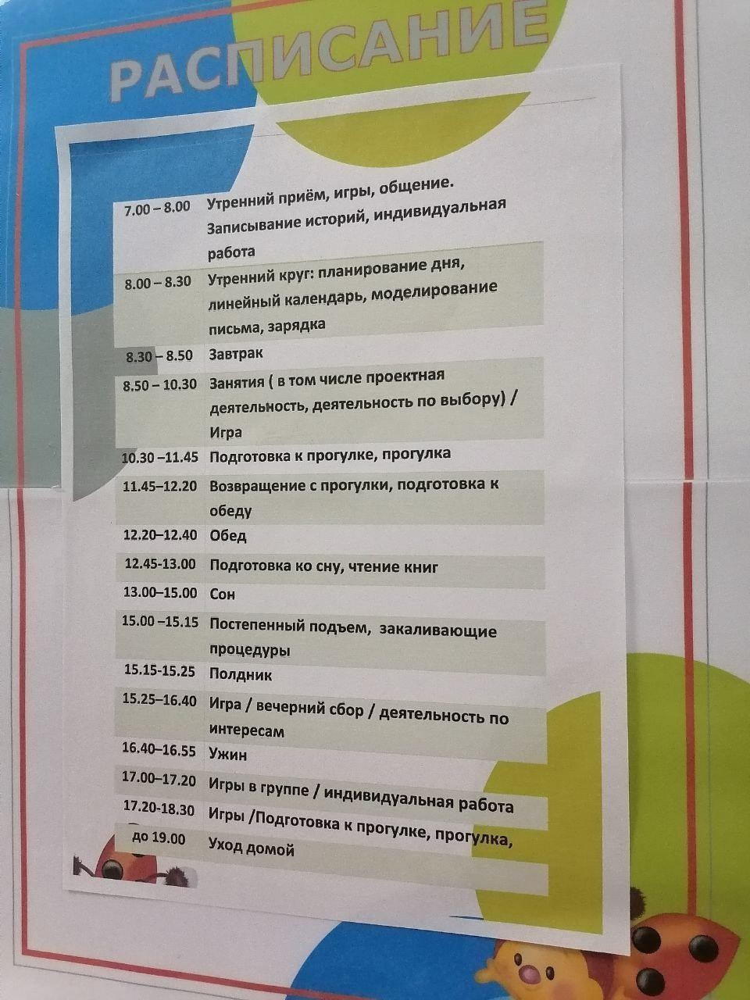 РАСПИСАНИЕ
7.00 – 8.00 Утренний приём, игры, общение.
Записывание историй, индивидуальная
работа
8.00 – 8.30 Утренний круг: планирование дня,
линейный календарь, моделирование
письма, зарядка
8.30 – 8.50 Завтрак
8.50 – 10.30 Занятия ( в том числе проектная
деятельность, деятельность по выбору) /
Игра
10.30 –11.45 Подготовка к прогулке, прогулка
11.45–12.20 Возвращение с прогулки, подготовка к
обеду
12.20–12.40 Обед
12.45-13.00 Подготовка ко сну, чтение книг
13.00–15.00 Сон
15.00 –15.15 Постепенный подъем, закаливающие
процедуры
15.15-15.25 Полдник
15.25–16.40 Игра / вечерний сбор / деятельность по
интересам
16.40–16.55 Ужин
17.00–17.20 Игры в группе / индивидуальная работа
17.20-18.30 Игры /Подготовка к прогулке, прогулка,
до 19.00 Уход домой